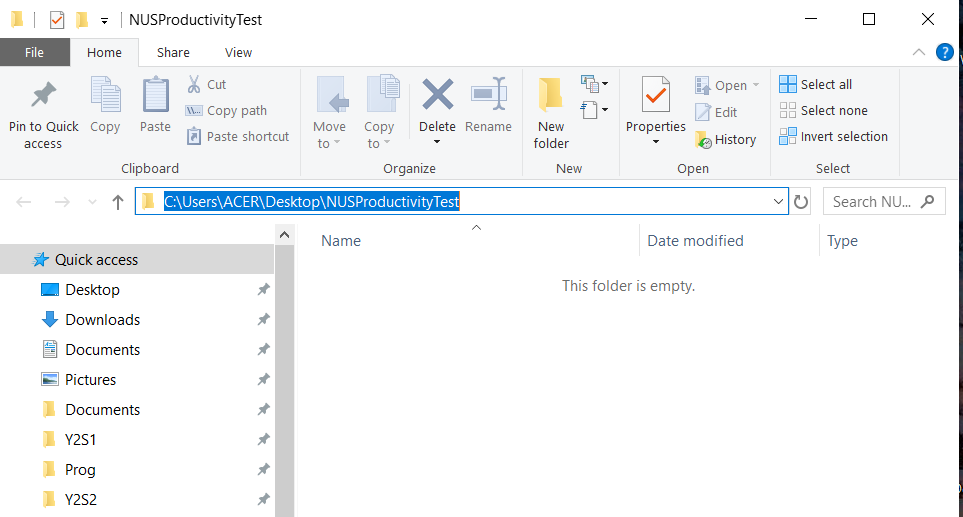 NUSProductivityTest
File Home Share View
Pin to Quick access
Copy
Paste
Cut
Copy path
Paste shortcut
Clipboard
Move to
Copy to
Delete
Rename
Organize
New folder
New
Properties
Open
Edit
History
Open
Select all
Select none
Invert selection
Select
C:\Users\ACER\Desktop\NUSProductivityTest
Search NU...
Name Date modified Type
This folder is empty.
Quick access
Desktop
Downloads
Documents
Pictures
Documents
Y2S1
Prog
Y2S2